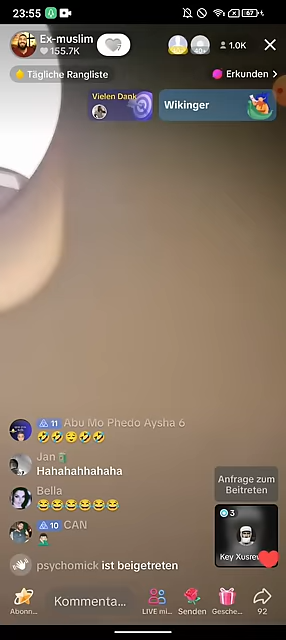 23:55
Ex-muslim
155.7K
40+
1.0K
Tägliche Rangliste
Erkunden >
Vielen Dank
Wikinger
11 Abu Mo Phedo Aysha 6
🤣🤣😌🤣🤣
Jan
Hahahahhahaha
Bella
😂😂😂😂😂😂
10 CAN
🤦🏻‍♂️
psychomick ist beigetreten
Anfrage zum
Beitreten
3
Key Xusrev
Kommenta...
Abonn...
LIVE mi...
Senden
Gesche...
92